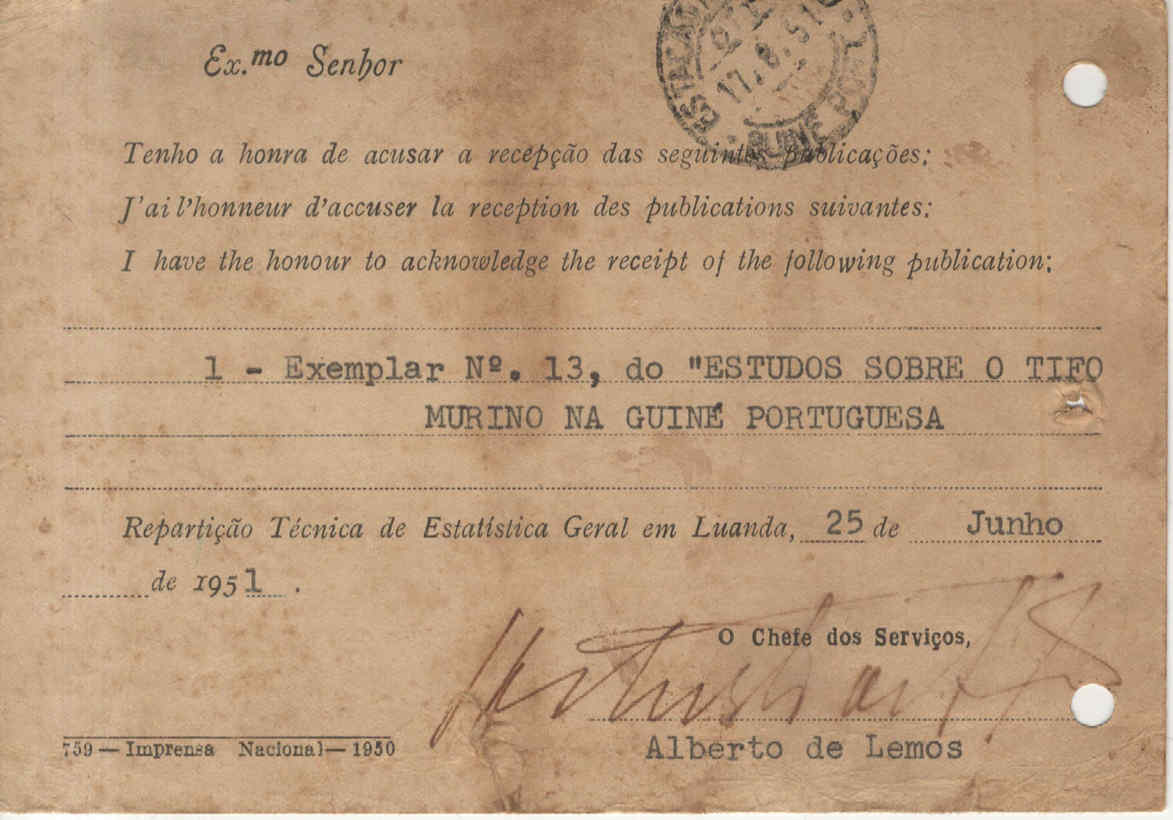 17.8.51
GUINÉ PORT
Ex.mo Senhor
Tenho a honra de acusar a recepção das seguintes publicações:
J'ai l'honneur d'accuser la reception des publications suivantes:
I have the honour to acknowledge the receipt of the following publication:
1 - Exemplar Nº. 13, do "ESTUDOS SOBRE O TIFO
MURINO NA GUINÉ PORTUGUESA
Repartição Técnica de Estatística Geral em Luanda, 25 de Junho
de 1951.
O Chefe dos Serviços,
Alberto de Lemos
759 — Imprensa Nacional — 1950